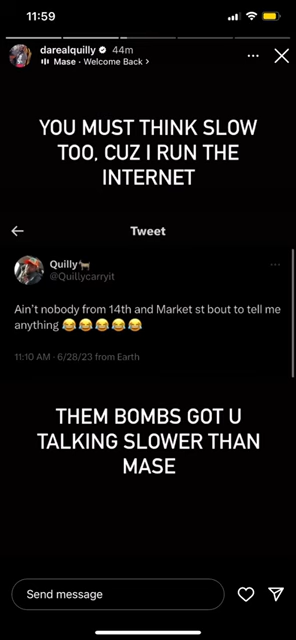 11:59
darealquilly 44m
Mase · Welcome Back >
YOU MUST THINK SLOW
TOO, CUZ I RUN THE
INTERNET
Tweet
Quilly🐐
@Quillycarryit
Ain't nobody from 14th and Market st bout to tell me
anything 😂😂😂😂😂
11:10 AM · 6/28/23 from Earth
THEM BOMBS GOT U
TALKING SLOWER THAN
MASE
Send message